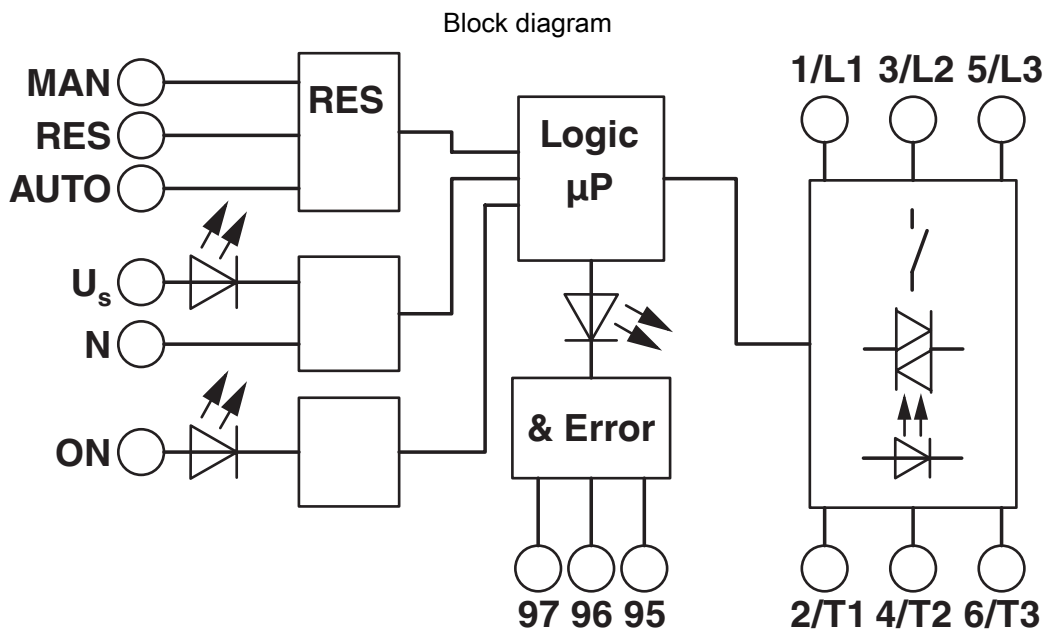 Block diagram
MAN
RES
AUTO
Us
N
ON
RES
Logic
µP
& Error
97 96 95
1/L1 3/L2 5/L3
2/T1 4/T2 6/T3